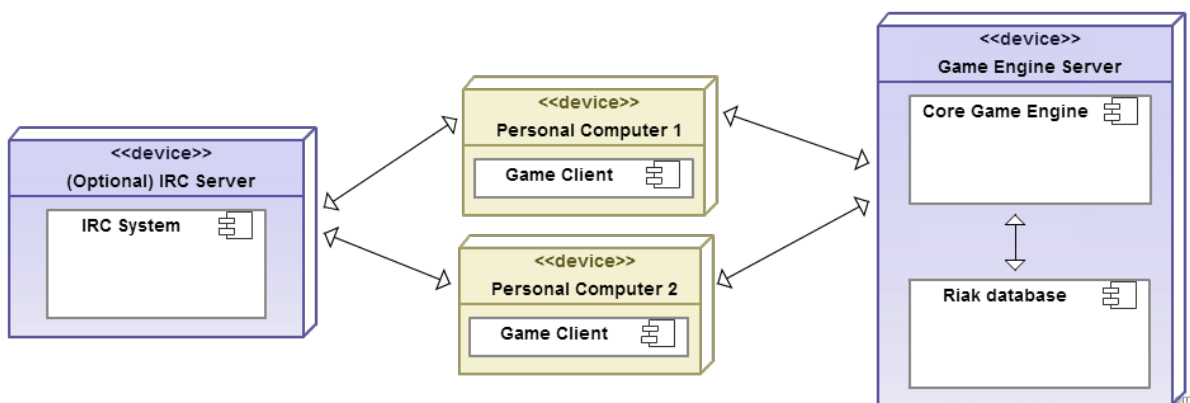 <<device>>
(Optional) IRC Server
IRC System
<<device>>
Personal Computer 1
Game Client
<<device>>
Personal Computer 2
Game Client
<<device>>
Game Engine Server
Core Game Engine
Riak database